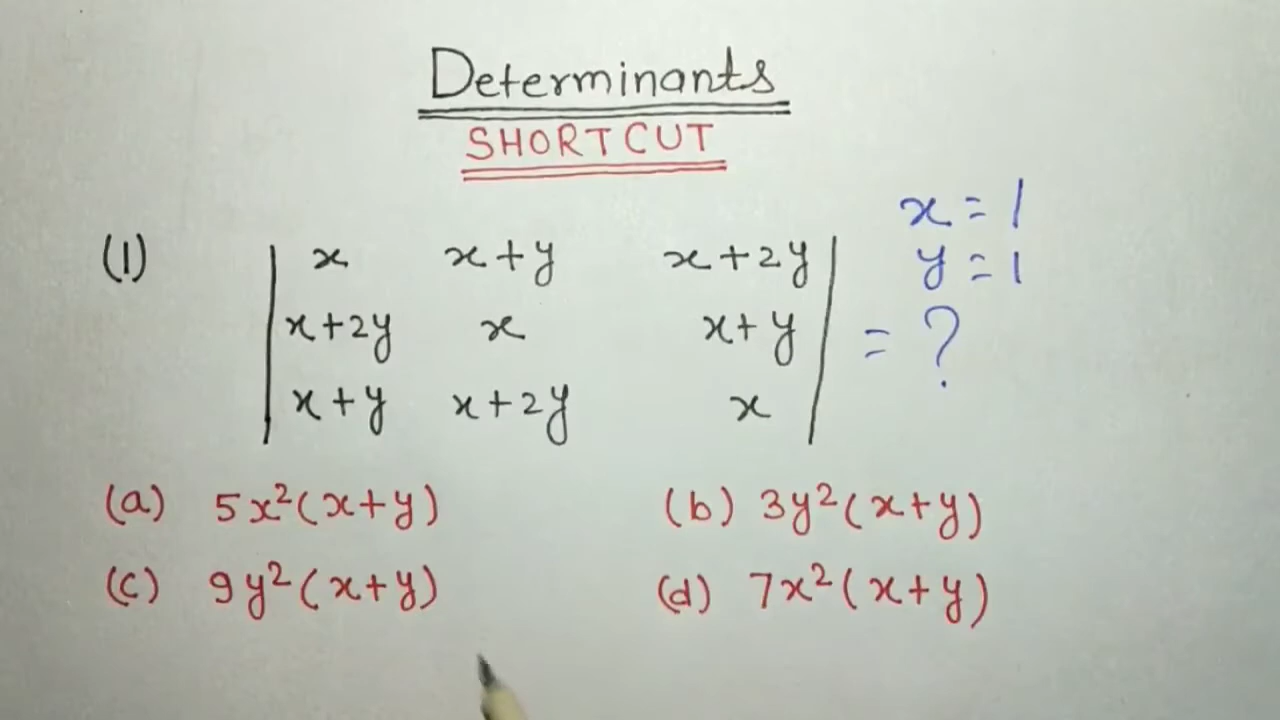 Determinants
SHORTCUT
x = 1
y = 1
(1) | x x+y x+2y |
| x+2y x x+y | = ?
| x+y x+2y x |
(a) 5x²(x+y) (b) 3y²(x+y)
(c) 9y²(x+y) (d) 7x²(x+y)